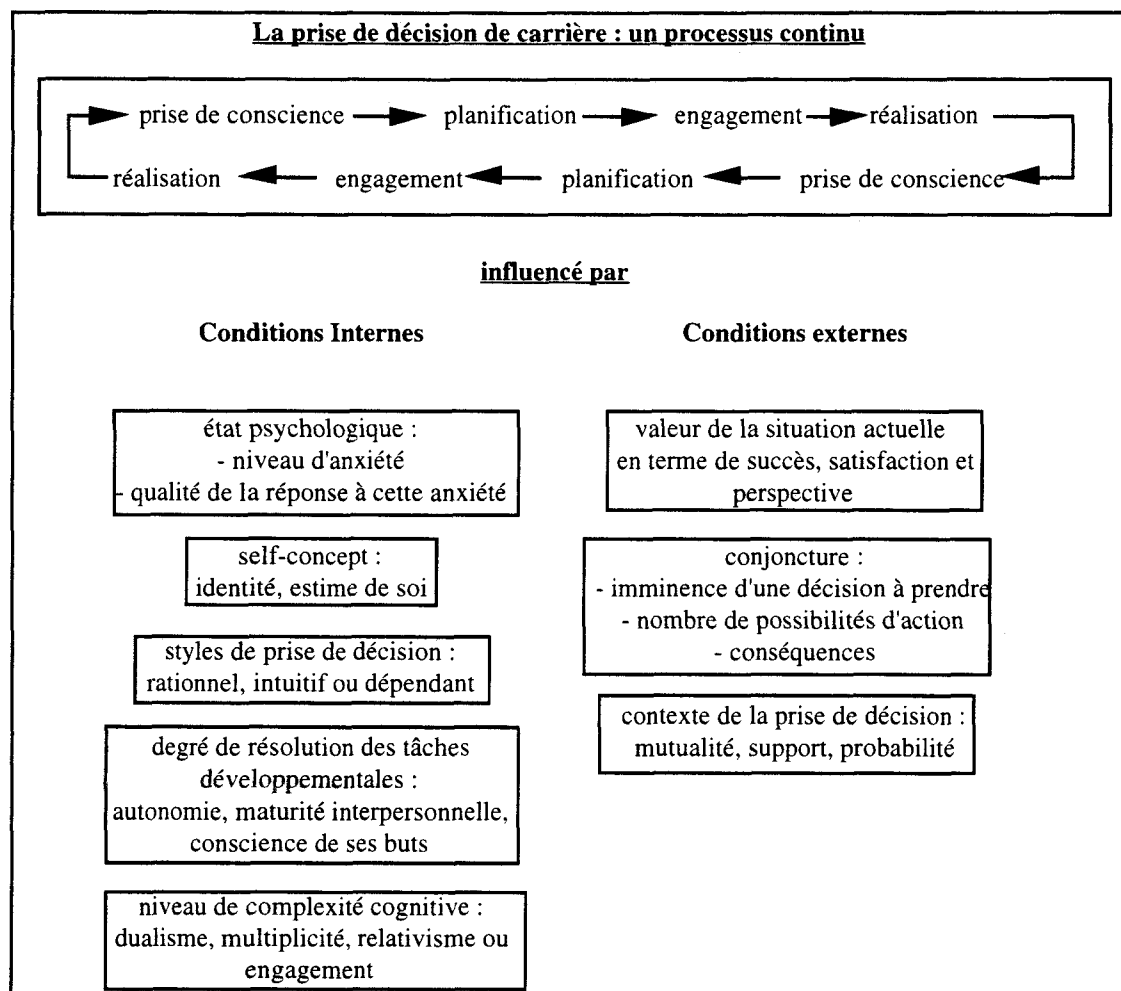 La prise de décision de carrière : un processus continu
prise de conscience planification engagement réalisation
réalisation engagement planification prise de conscience
influencé par
Conditions Internes
état psychologique :
- niveau d'anxiété
- qualité de la réponse à cette anxiété
self-concept :
identité, estime de soi
styles de prise de décision :
rationnel, intuitif ou dépendant
degré de résolution des tâches
développementales :
autonomie, maturité interpersonnelle,
conscience de ses buts
niveau de complexité cognitive :
dualisme, multiplicité, relativisme ou
engagement
Conditions externes
valeur de la situation actuelle
en terme de succès, satisfaction et
perspective
conjoncture :
- imminence d'une décision à prendre
- nombre de possibilités d'action
- conséquences
contexte de la prise de décision :
mutualité, support, probabilité